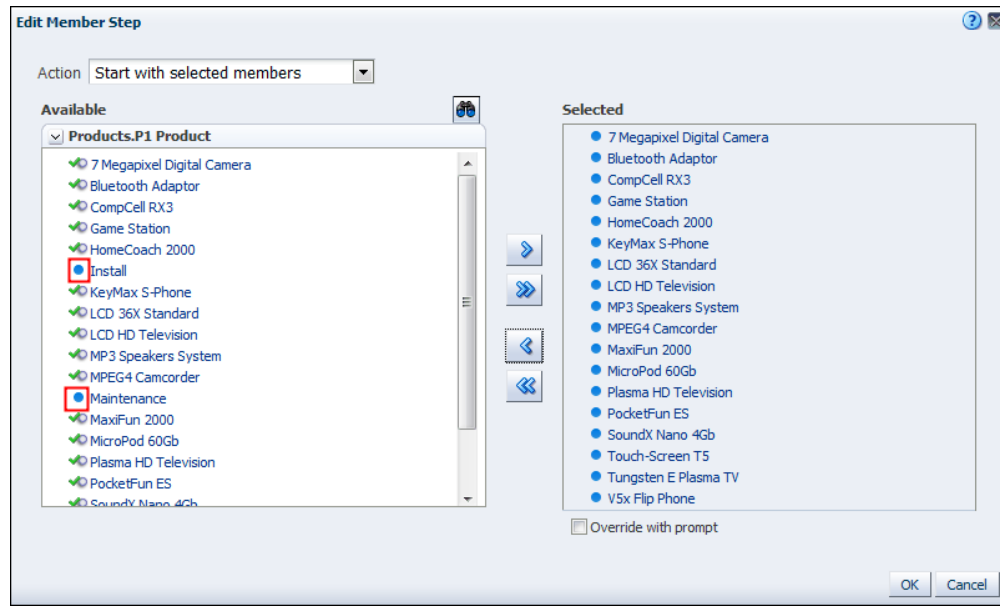 Edit Member Step
Action Start with selected members
Available
Products.P1 Product
7 Megapixel Digital Camera
Bluetooth Adaptor
CompCell RX3
Game Station
HomeCoach 2000
Install
KeyMax S-Phone
LCD 36X Standard
LCD HD Television
MP3 Speakers System
MPEG4 Camcorder
Maintenance
MaxiFun 2000
MicroPod 60Gb
Plasma HD Television
PocketFun ES
SoundX Nano 4Gb
Selected
7 Megapixel Digital Camera
Bluetooth Adaptor
CompCell RX3
Game Station
HomeCoach 2000
KeyMax S-Phone
LCD 36X Standard
LCD HD Television
MP3 Speakers System
MPEG4 Camcorder
MaxiFun 2000
MicroPod 60Gb
Plasma HD Television
PocketFun ES
SoundX Nano 4Gb
Touch-Screen T5
Tungsten E Plasma TV
V5x Flip Phone
Override with prompt
OK Cancel